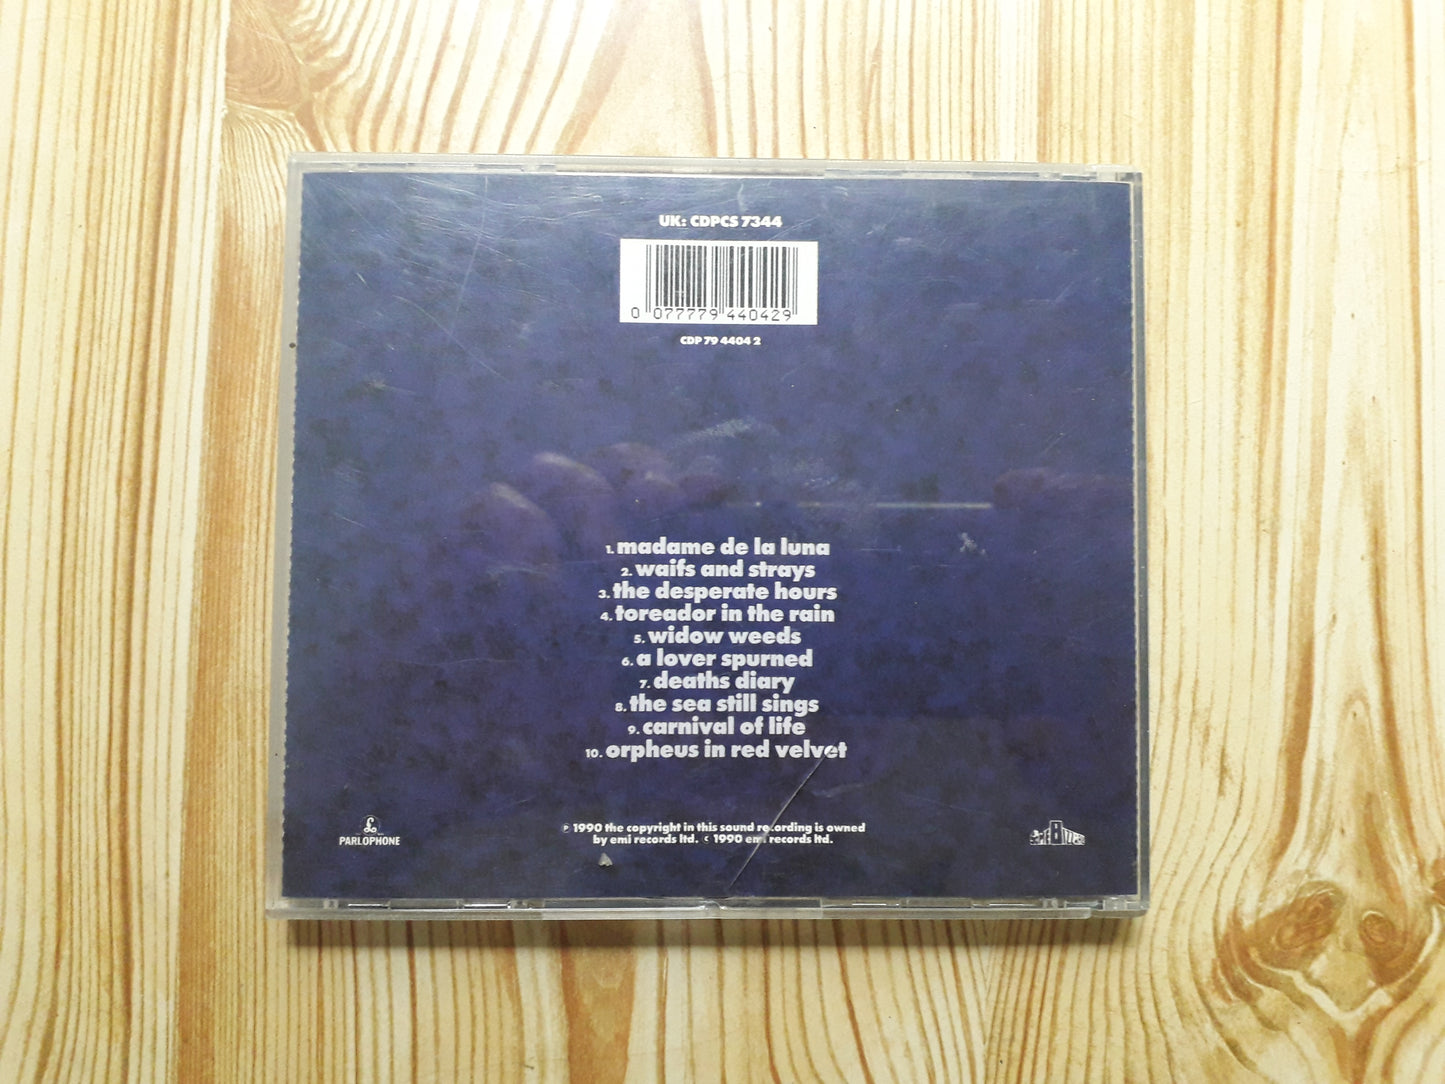 UK: CDPCS 7344
0 077779 440429
CDP 79 4404 2
1. madame de la luna
2. waifs and strays
3. the desperate hours
4. toreador in the rain
5. widow weeds
6. a lover spurned
7. deaths diary
8. the sea still sings
9. carnival of life
10. orpheus in red velvet
℗ 1990 the copyright in this sound recording is owned
by emi records ltd. © 1990 emi records ltd.
£
PARLOPHONE